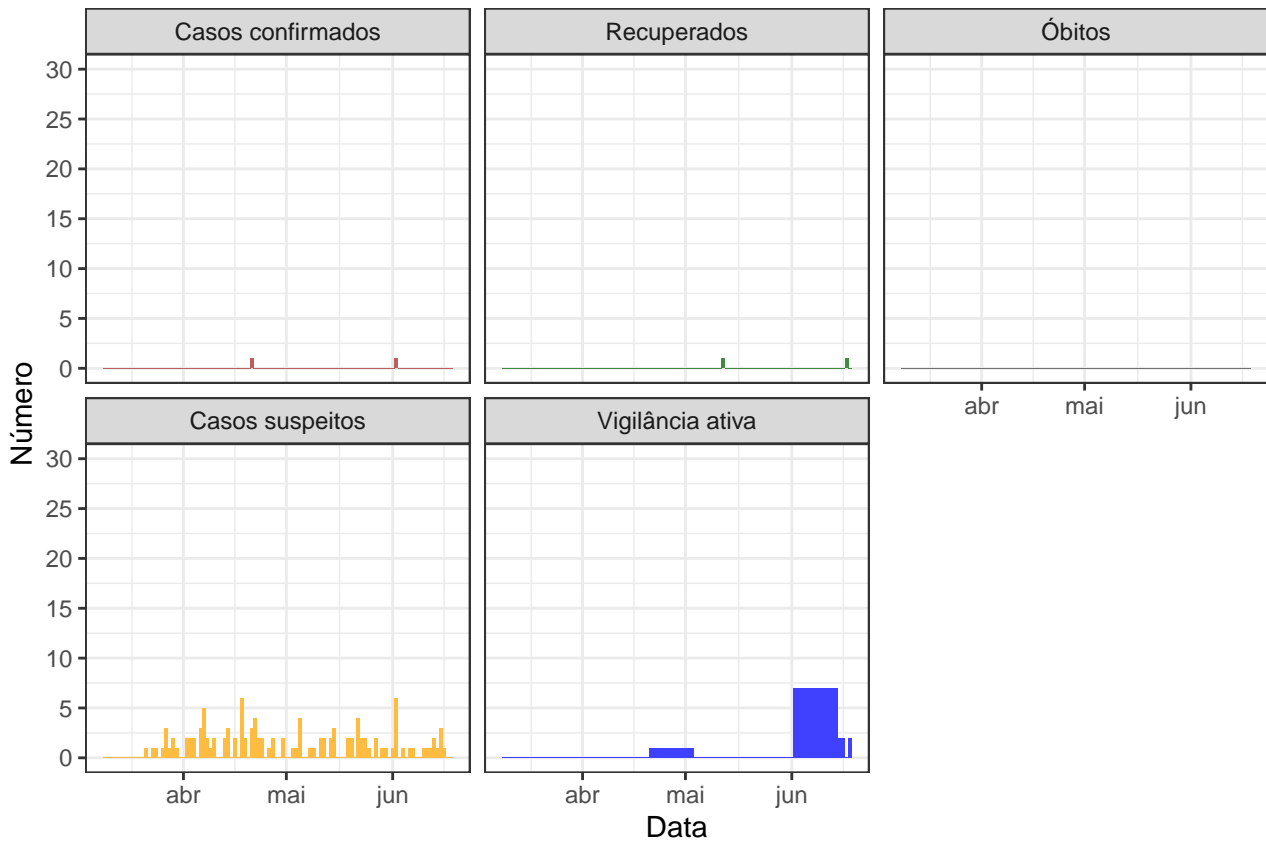 Casos confirmados
Recuperados
Óbitos
30
25
20
15
10
5
0
abr mai jun
Casos suspeitos
Vigilância ativa
30
25
20
15
10
5
0
abr mai jun
abr mai jun
Número
Data